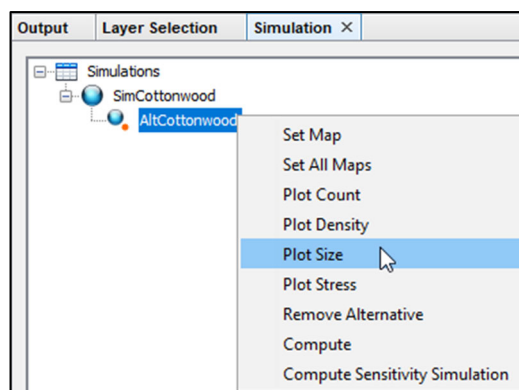 Output Layer Selection Simulation ×
Simulations
SimCottonwood
AltCottonwood
Set Map
Set All Maps
Plot Count
Plot Density
Plot Size
Plot Stress
Remove Alternative
Compute
Compute Sensitivity Simulation